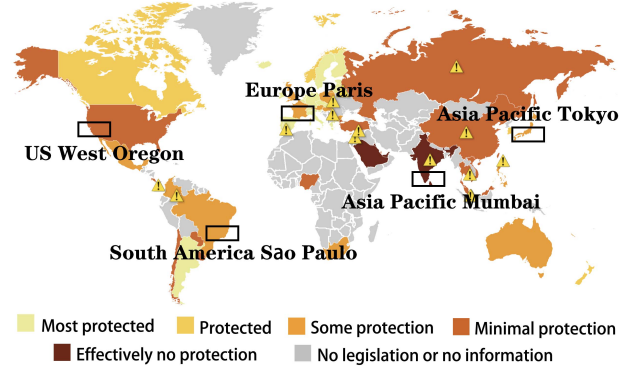 Europe Paris
Asia Pacific Tokyo
US West Oregon
Asia Pacific Mumbai
South America São Paulo
Most protected
Protected
Some protection
Minimal protection
Effectively no protection
No legislation or no information